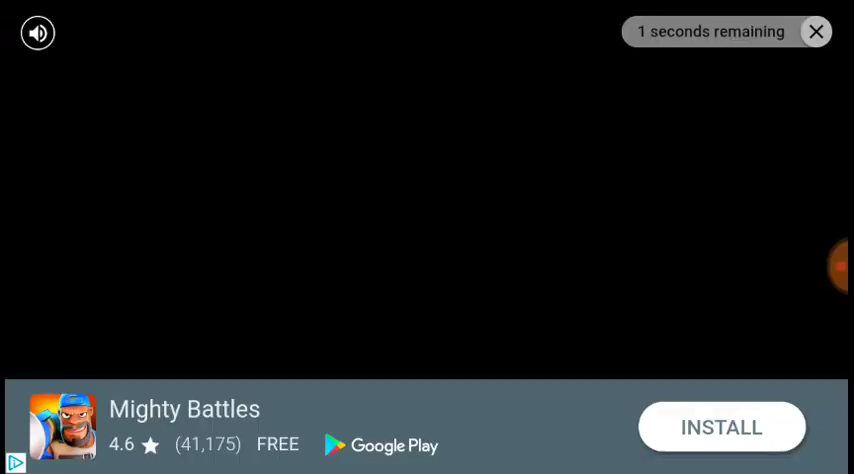 1 seconds remaining
Mighty Battles
4.6 ★ (41,175) FREE Google Play
INSTALL